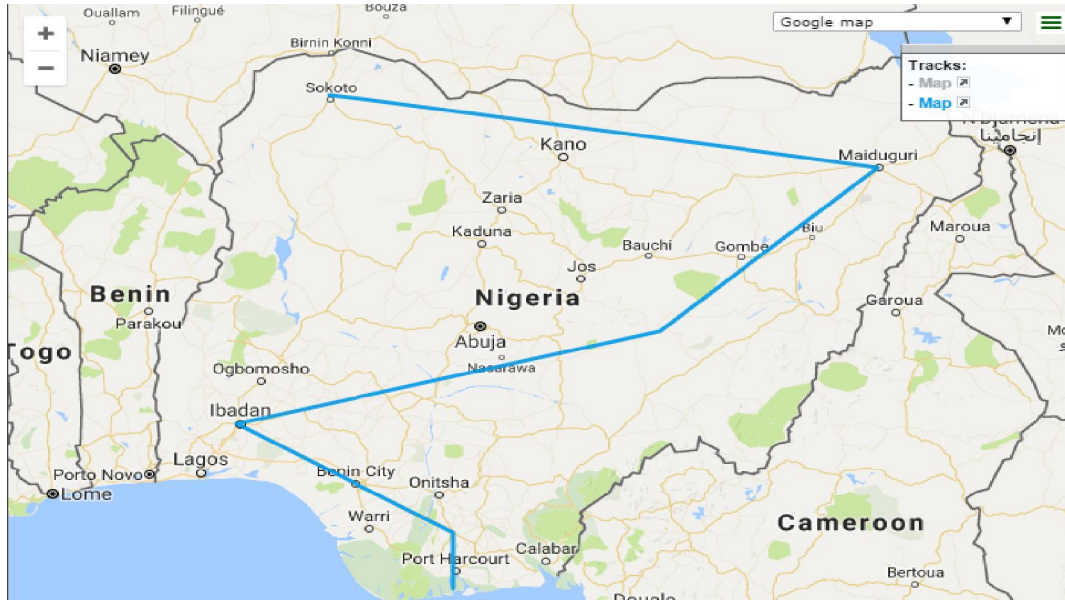 Ouallam
Filingué
Bouza
Google map
+
−
Niamey
Birnin Konni
Tracks:
- Map
- Map
Sokoto
N'Djamena
إنجامينا
Kano
Maiduguri
Zaria
Kaduna
Bauchi
Gombe
Biu
Maroua
Jos
Benin
Nigeria
Garoua
Parakou
Abuja
Togo
Nasarawa
Ogbomosho
Ibadan
Lagos
Porto Novo
Benin City
Onitsha
Lome
Warri
Cameroon
Port Harcourt
Calabar
Bertoua
Douala